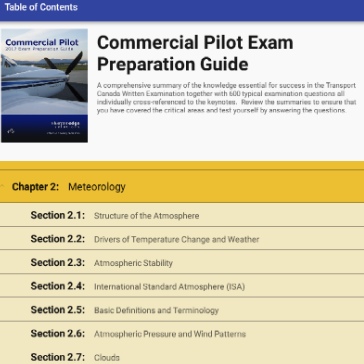 Table of Contents
Commercial Pilot
2017 Exam Preparation Guide
Commercial Pilot Exam
Preparation Guide
A comprehensive summary of the knowledge essential for success in the Transport
Canada Written Examination together with 600 typical examination questions all
individually cross-referenced to the keynotes. Review the summaries to ensure that
you have covered the critical areas and test yourself by answering the questions.
Chapter 2: Meteorology
Section 2.1: Structure of the Atmosphere
Section 2.2: Drivers of Temperature Change and Weather
Section 2.3: Atmospheric Stability
Section 2.4: International Standard Atmosphere (ISA)
Section 2.5: Basic Definitions and Terminology
Section 2.6: Atmospheric Pressure and Wind Patterns
Section 2.7: Clouds